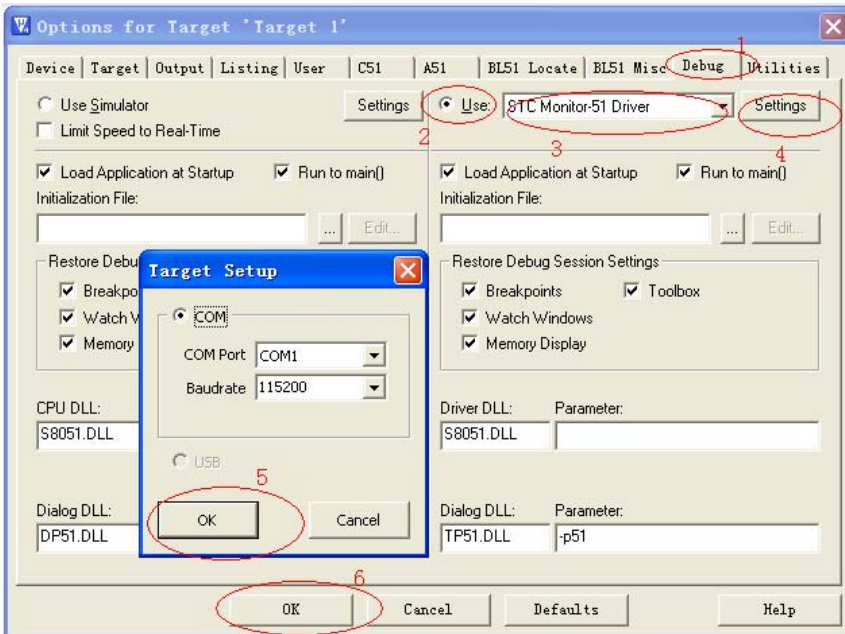 Options for Target 'Target 1'
1
Device Target Output Listing User C51 A51 BL51 Locate BL51 Misc Debug Utilities
Use Simulator Settings Use: STC Monitor-51 Driver Settings
Limit Speed to Real-Time
2 3 4
Load Application at Startup Run to main() Load Application at Startup Run to main()
Initialization File: Initialization File:
... Edit... ... Edit...
Restore Debu Restore Debug Session Settings
Breakpo Breakpoints Toolbox
Watch W Watch Windows
Memory Memory Display
Target Setup
COM
COM Port COM1
Baudrate 115200
USB
5
OK Cancel
CPU DLL: Driver DLL: Parameter:
S8051.DLL S8051.DLL
Dialog DLL: Dialog DLL: Parameter:
DP51.DLL TP51.DLL -p51
6
OK Cancel Defaults Help